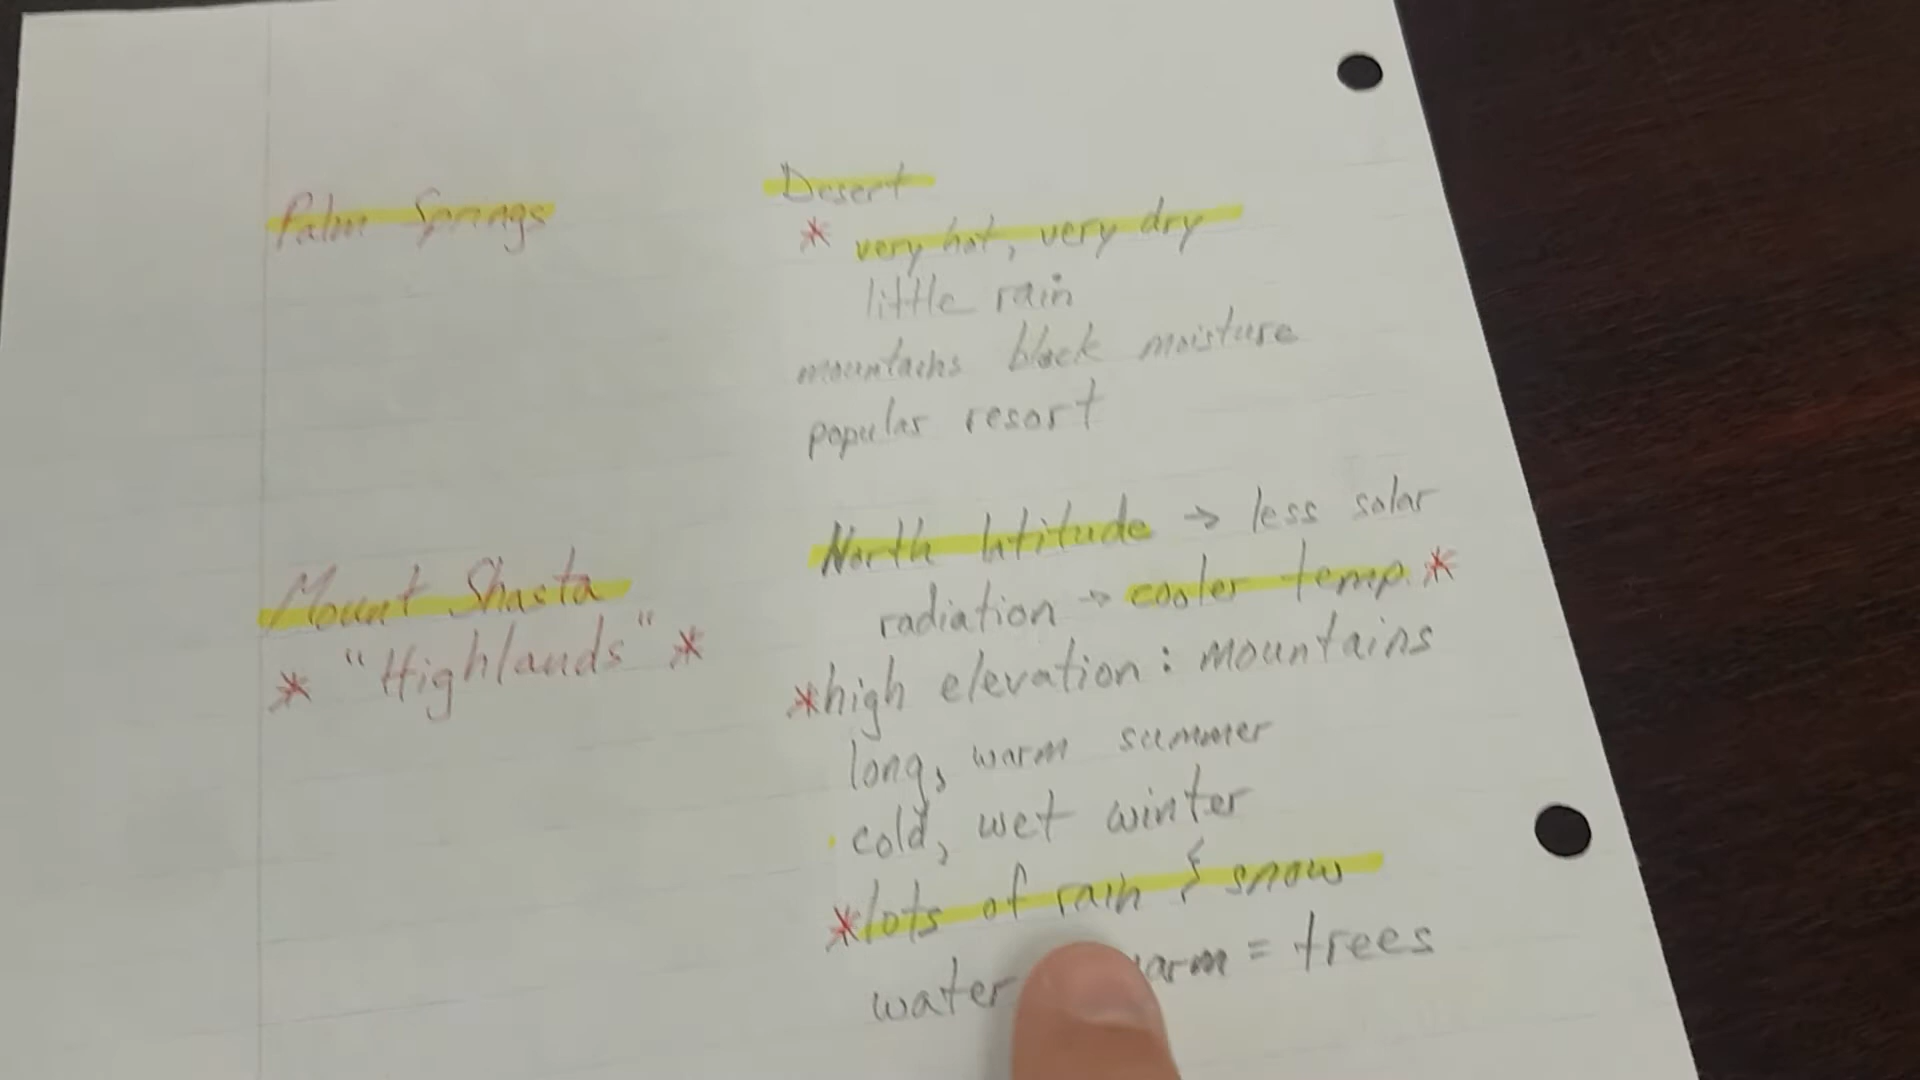 Palm Springs
Desert
* very hot, very dry
little rain
mountains block moisture
popular resort
Mount Shasta
* "Highlands" *
North latitude → less solar
radiation → cooler temp. *
* high elevation: mountains
long, warm summer
cold, wet winter
* lots of rain & snow
water = trees